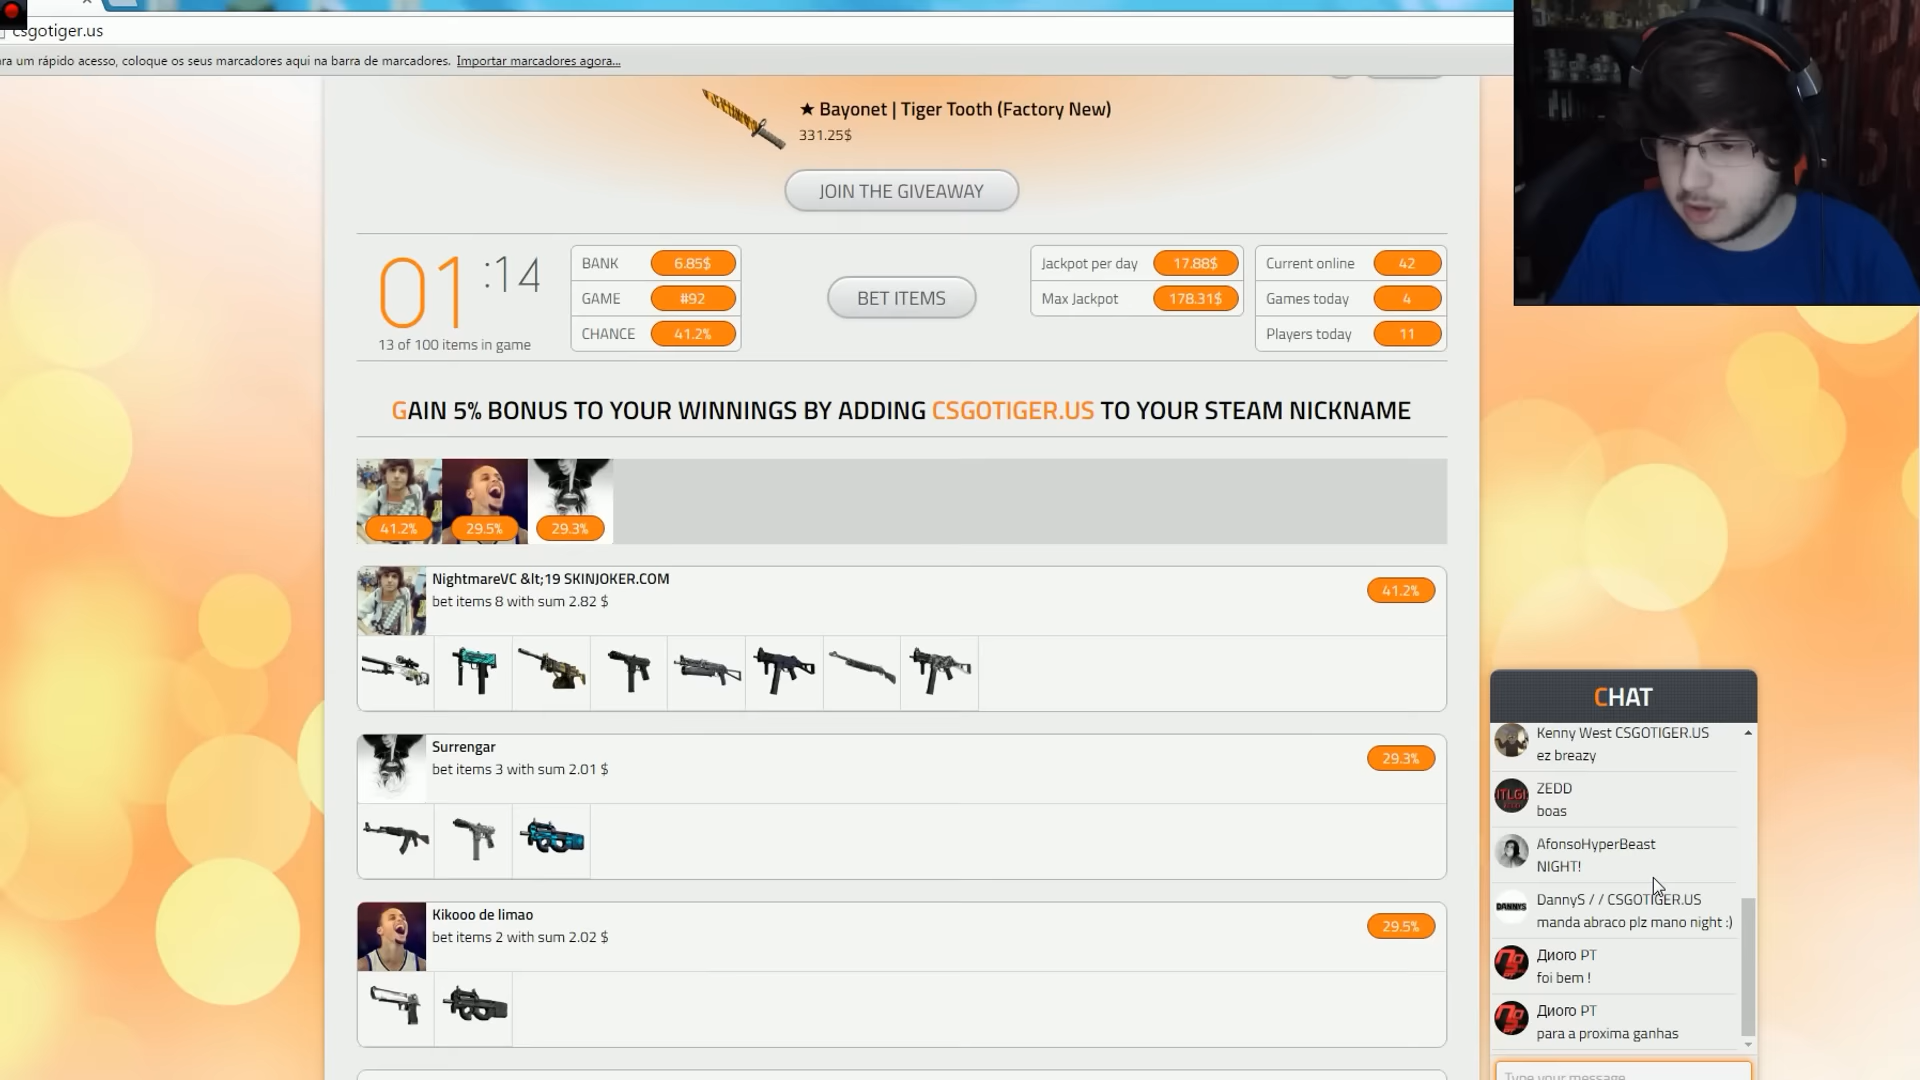 csgotiger.us
ra um rápido acesso, coloque os seus marcadores aqui na barra de marcadores. Importar marcadores agora...
★ Bayonet | Tiger Tooth (Factory New)
331.25$
JOIN THE GIVEAWAY
01 :14
13 of 100 items in game
BANK 6.85$
GAME #92
CHANCE 41.2%
BET ITEMS
Jackpot per day 17.88$
Max Jackpot 178.31$
Current online 42
Games today 4
Players today 11
GAIN 5% BONUS TO YOUR WINNINGS BY ADDING CSGOTIGER.US TO YOUR STEAM NICKNAME
41.2% 29.5% 29.3%
NightmareVC &lt;19 SKINJOKER.COM
bet items 8 with sum 2.82 $
41.2%
Surrengar
bet items 3 with sum 2.01 $
29.3%
Kikooo de limao
bet items 2 with sum 2.02 $
29.5%
CHAT
Kenny West CSGOTIGER.US
ez breazy
ZEDD
boas
AfonsoHyperBeast
NIGHT!
DannyS / / CSGOTIGER.US
DANNYS
manda abraco plz mano night :)
Диого PT
foi bem !
Диого PT
para a proxima ganhas
Type your message